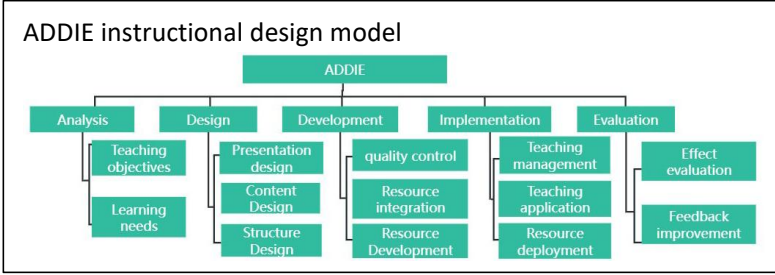 ADDIE instructional design model
ADDIE
Analysis
Design
Development
Implementation
Evaluation
Teaching
objectives
Learning
needs
Presentation
design
Content
Design
Structure
Design
quality control
Resource
integration
Resource
Development
Teaching
management
Teaching
application
Resource
deployment
Effect
evaluation
Feedback
improvement